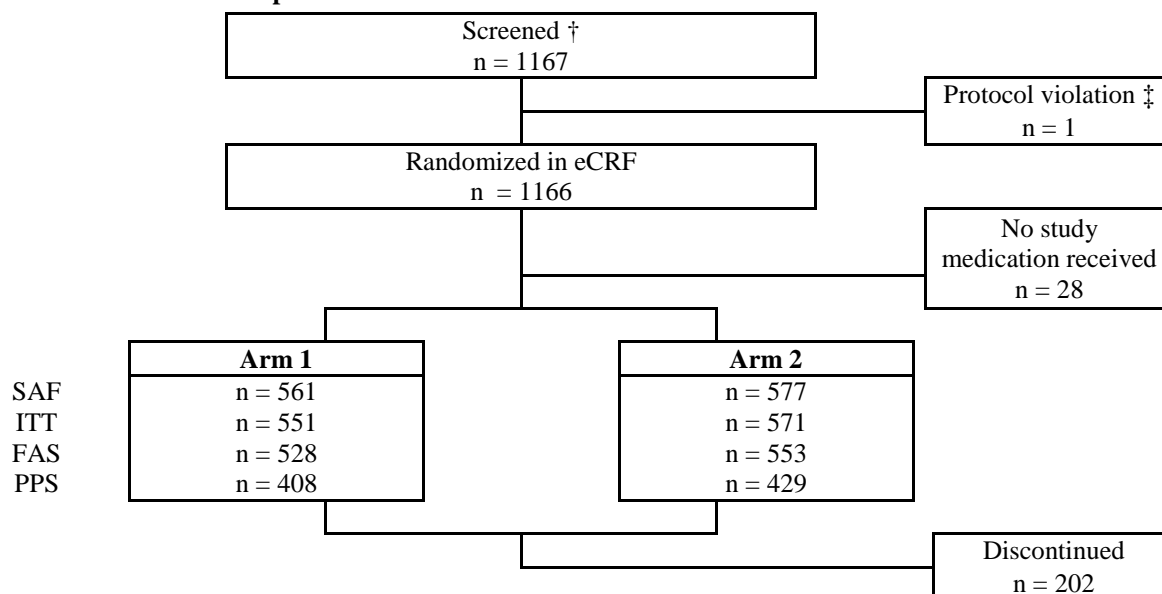 Screened †
n = 1167
Protocol violation ‡
n = 1
Randomized in eCRF
n = 1166
No study
medication received
n = 28
Arm 1
Arm 2
SAF
n = 561
n = 577
ITT
n = 551
n = 571
FAS
n = 528
n = 553
PPS
n = 408
n = 429
Discontinued
n = 202